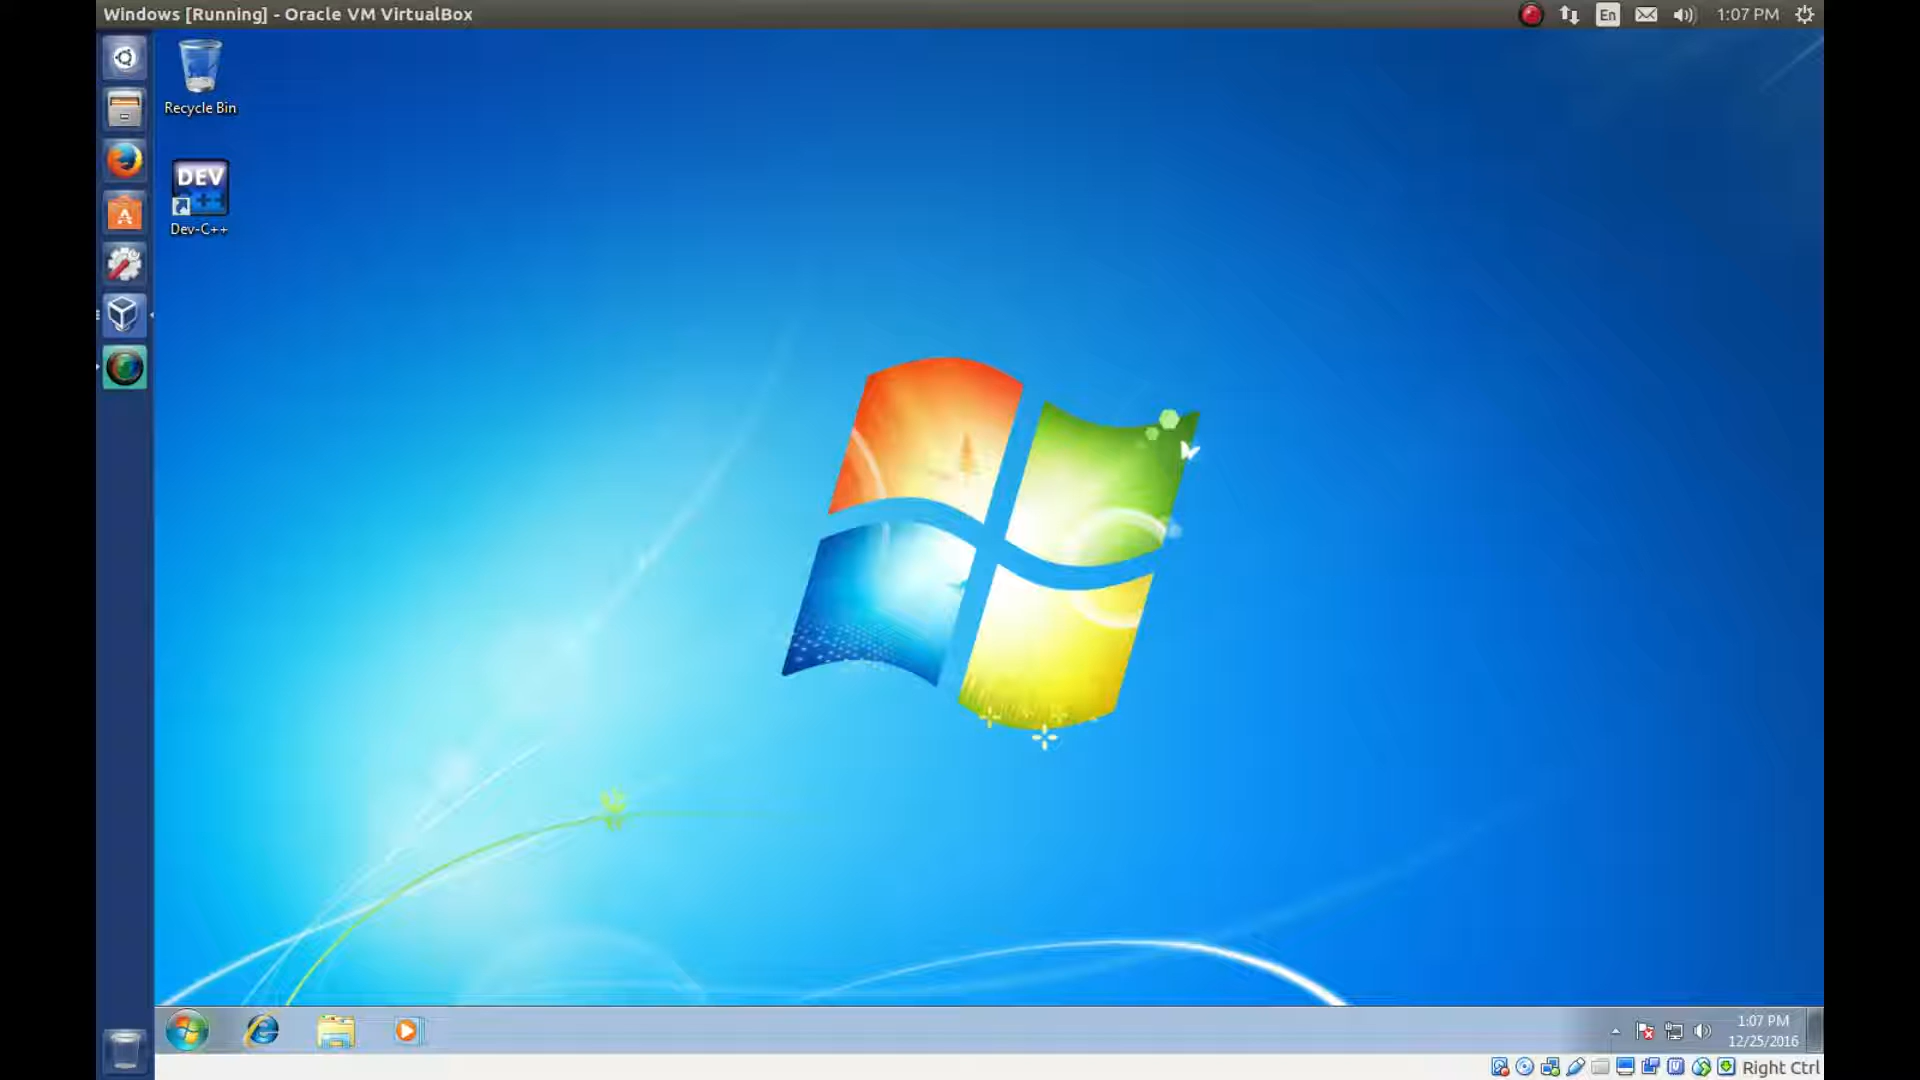 Windows [Running] - Oracle VM VirtualBox
En
1:07 PM
Recycle Bin
DEV
++
Dev-C++
1:07 PM
12/25/2016
Right Ctrl